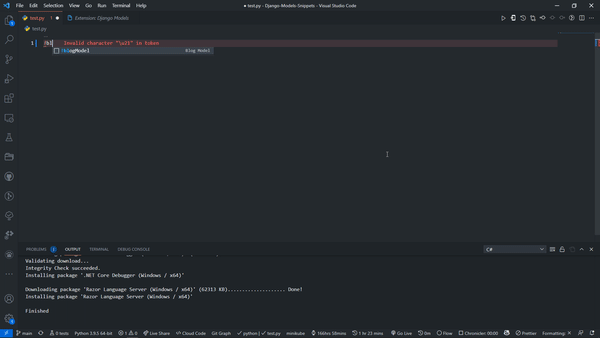 File Edit Selection View Go Run Terminal Help
● test.py - Django-Models-Snippets - Visual Studio Code
test.py 1 ● Extension: Django Models
test.py
1 !bl Invalid character "\u21" in token
!blogModel Blog Model
PROBLEMS 1 OUTPUT TERMINAL DEBUG CONSOLE C#
Validating download...
Integrity Check succeeded.
Installing package '.NET Core Debugger (Windows / x64)'
Downloading package 'Razor Language Server (Windows / x64)' (62313 KB).................... Done!
Installing package 'Razor Language Server (Windows / x64)'
Finished
main 0 tests Python 3.9.5 64-bit 1 0 Live Share Cloud Code Git Graph python test.py minikube 166hrs 58mins 1 hr 23 mins Go Live tbe Flow Chronicler: 00:00 Prettier Formatting: